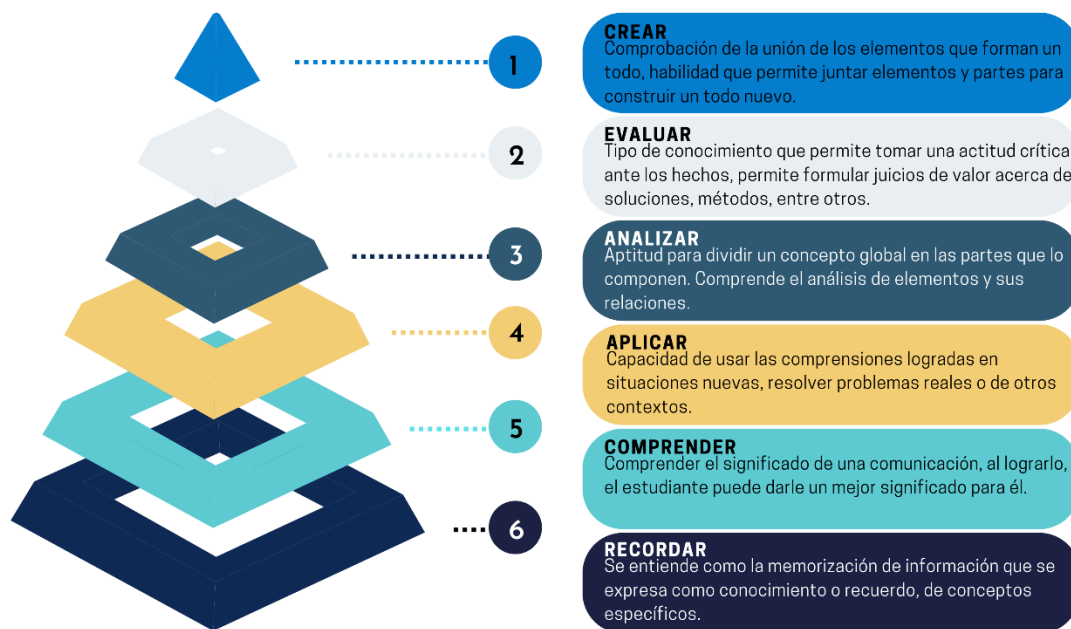 1
CREAR
Comprobación de la unión de los elementos que forman un
todo, habilidad que permite juntar elementos y partes para
construir un todo nuevo.
2
EVALUAR
Tipo de conocimiento que permite tomar una actitud crítica
ante los hechos, permite formular juicios de valor acerca de
soluciones, métodos, entre otros.
3
ANALIZAR
Aptitud para dividir un concepto global en las partes que lo
componen. Comprende el análisis de elementos y sus
relaciones.
4
APLICAR
Capacidad de usar las comprensiones logradas en
situaciones nuevas, resolver problemas reales o de otros
contextos.
5
COMPRENDER
Comprender el significado de una comunicación, al lograrlo,
el estudiante puede darle un mejor significado para él.
6
RECORDAR
Se entiende como la memorización de información que se
expresa como conocimiento o recuerdo, de conceptos
específicos.